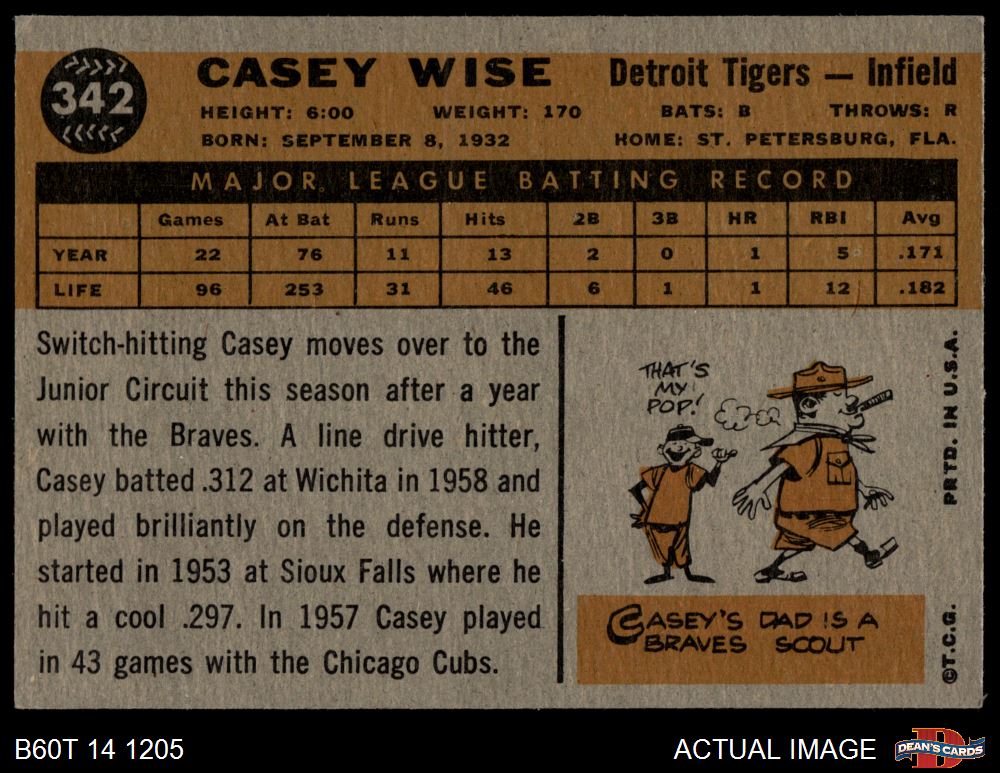 342
CASEY WISE Detroit Tigers — Infield
HEIGHT: 6:00 WEIGHT: 170 BATS: B THROWS: R
BORN: SEPTEMBER 8, 1932 HOME: ST. PETERSBURG, FLA.
MAJOR LEAGUE BATTING RECORD
Games At Bat Runs Hits 2B 3B HR RBI Avg
YEAR 22 76 11 13 2 0 1 5 .171
LIFE 96 253 31 46 6 1 1 12 .182
Switch-hitting Casey moves over to the
Junior Circuit this season after a year
with the Braves. A line drive hitter,
Casey batted .312 at Wichita in 1958 and
played brilliantly on the defense. He
started in 1953 at Sioux Falls where he
hit a cool .297. In 1957 Casey played
in 43 games with the Chicago Cubs.
THAT'S
MY
POP!
CASEY'S DAD IS A
BRAVES SCOUT
PRTD. IN U.S.A.
©T.C.G.
B60T 14 1205 ACTUAL IMAGE
DEAN'S CARDS